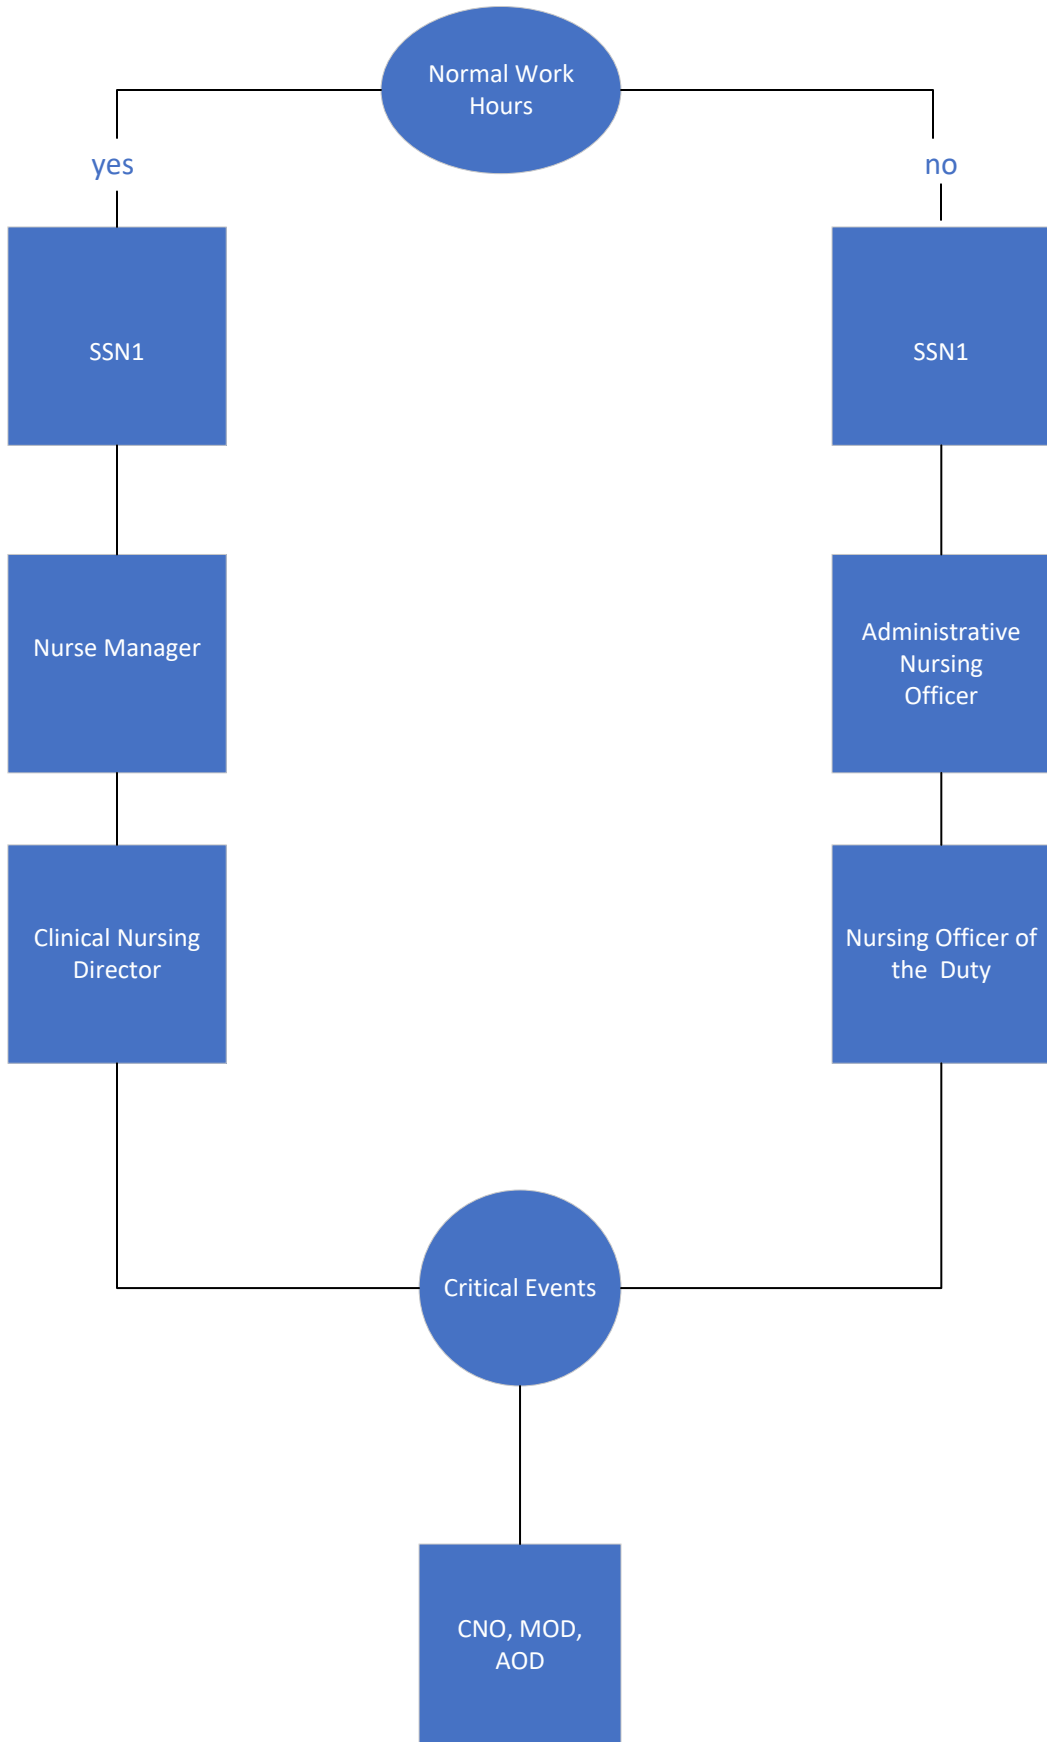 Normal Work
Hours
yes
no
SSN1
SSN1
Nurse Manager
Administrative
Nursing
Officer
Clinical Nursing
Director
Nursing Officer of
the Duty
Critical Events
CNO, MOD,
AOD